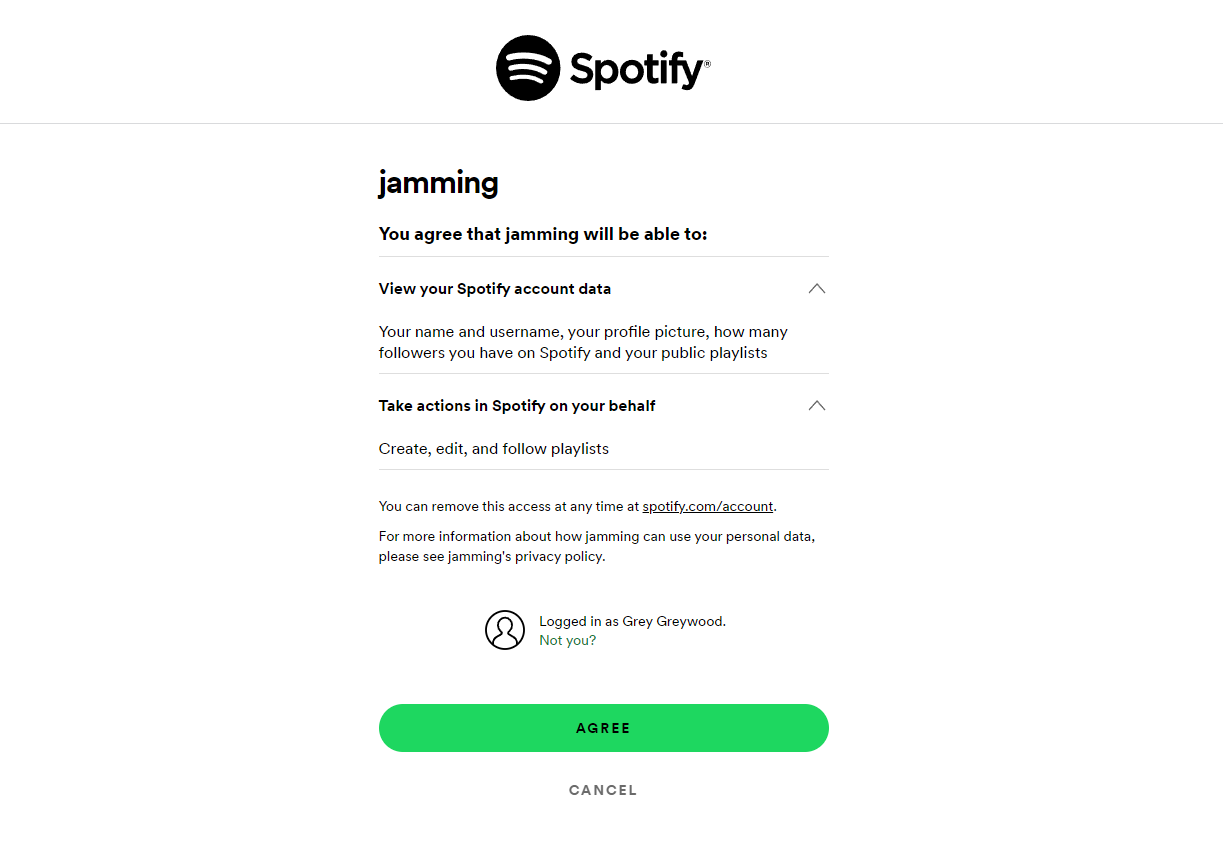 Spotify®
jamming
You agree that jamming will be able to:
View your Spotify account data
Your name and username, your profile picture, how many
followers you have on Spotify and your public playlists
Take actions in Spotify on your behalf
Create, edit, and follow playlists
You can remove this access at any time at spotify.com/account.
For more information about how jamming can use your personal data,
please see jamming's privacy policy.
Logged in as Grey Greywood.
Not you?
AGREE
CANCEL